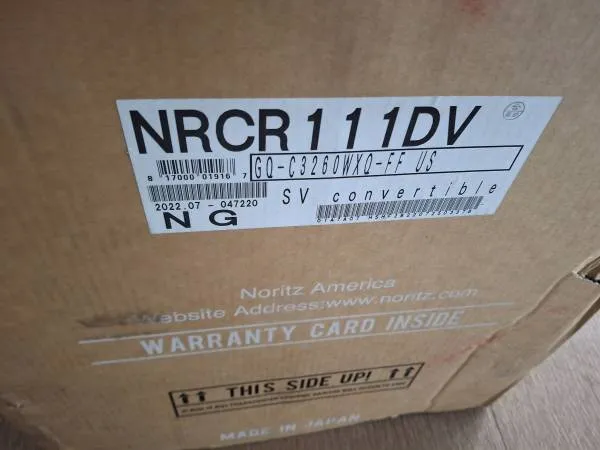 NRCR111DV
GQ-C3260WXQ-FF US
8 17000 01916 7
SV convertible
2022.07 - 047220
NG
Noritz America
Website Address:www.noritz.com
WARRANTY CARD INSIDE
THIS SIDE UP!
MADE IN JAPAN